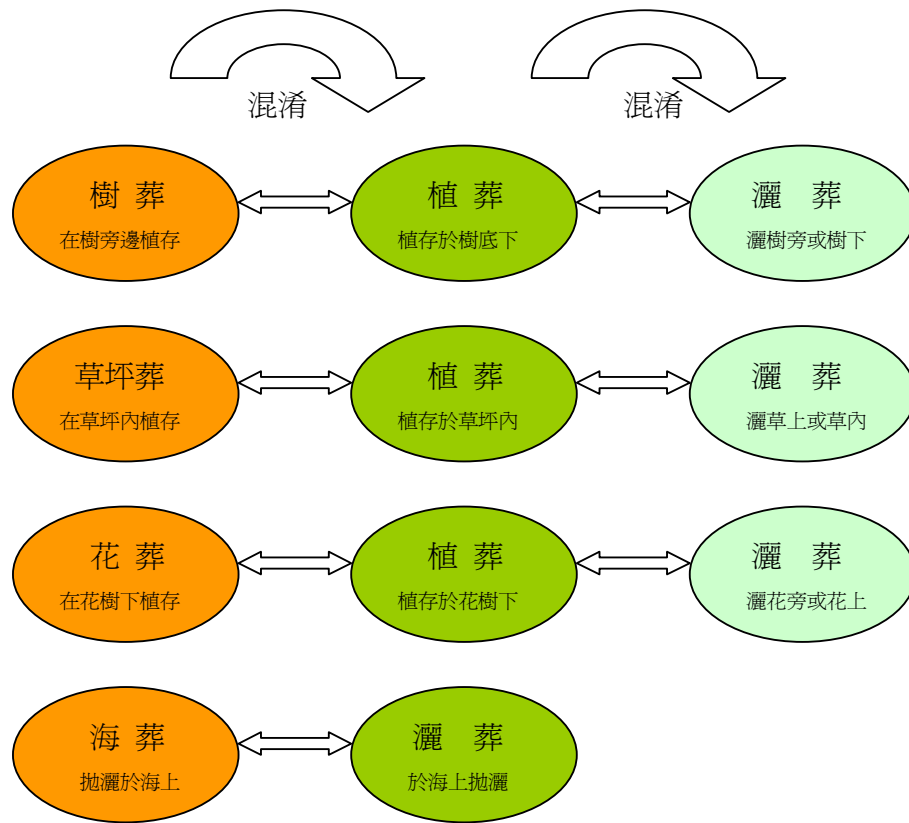 混淆
混淆
樹 葬
在樹旁邊植存
植 葬
植存於樹底下
灑 葬
灑樹旁或樹下
草坪葬
在草坪內植存
植 葬
植存於草坪內
灑 葬
灑草上或草內
花 葬
在花樹下植存
植 葬
植存於花樹下
灑 葬
灑花旁或花上
海 葬
拋灑於海上
灑 葬
於海上拋灑